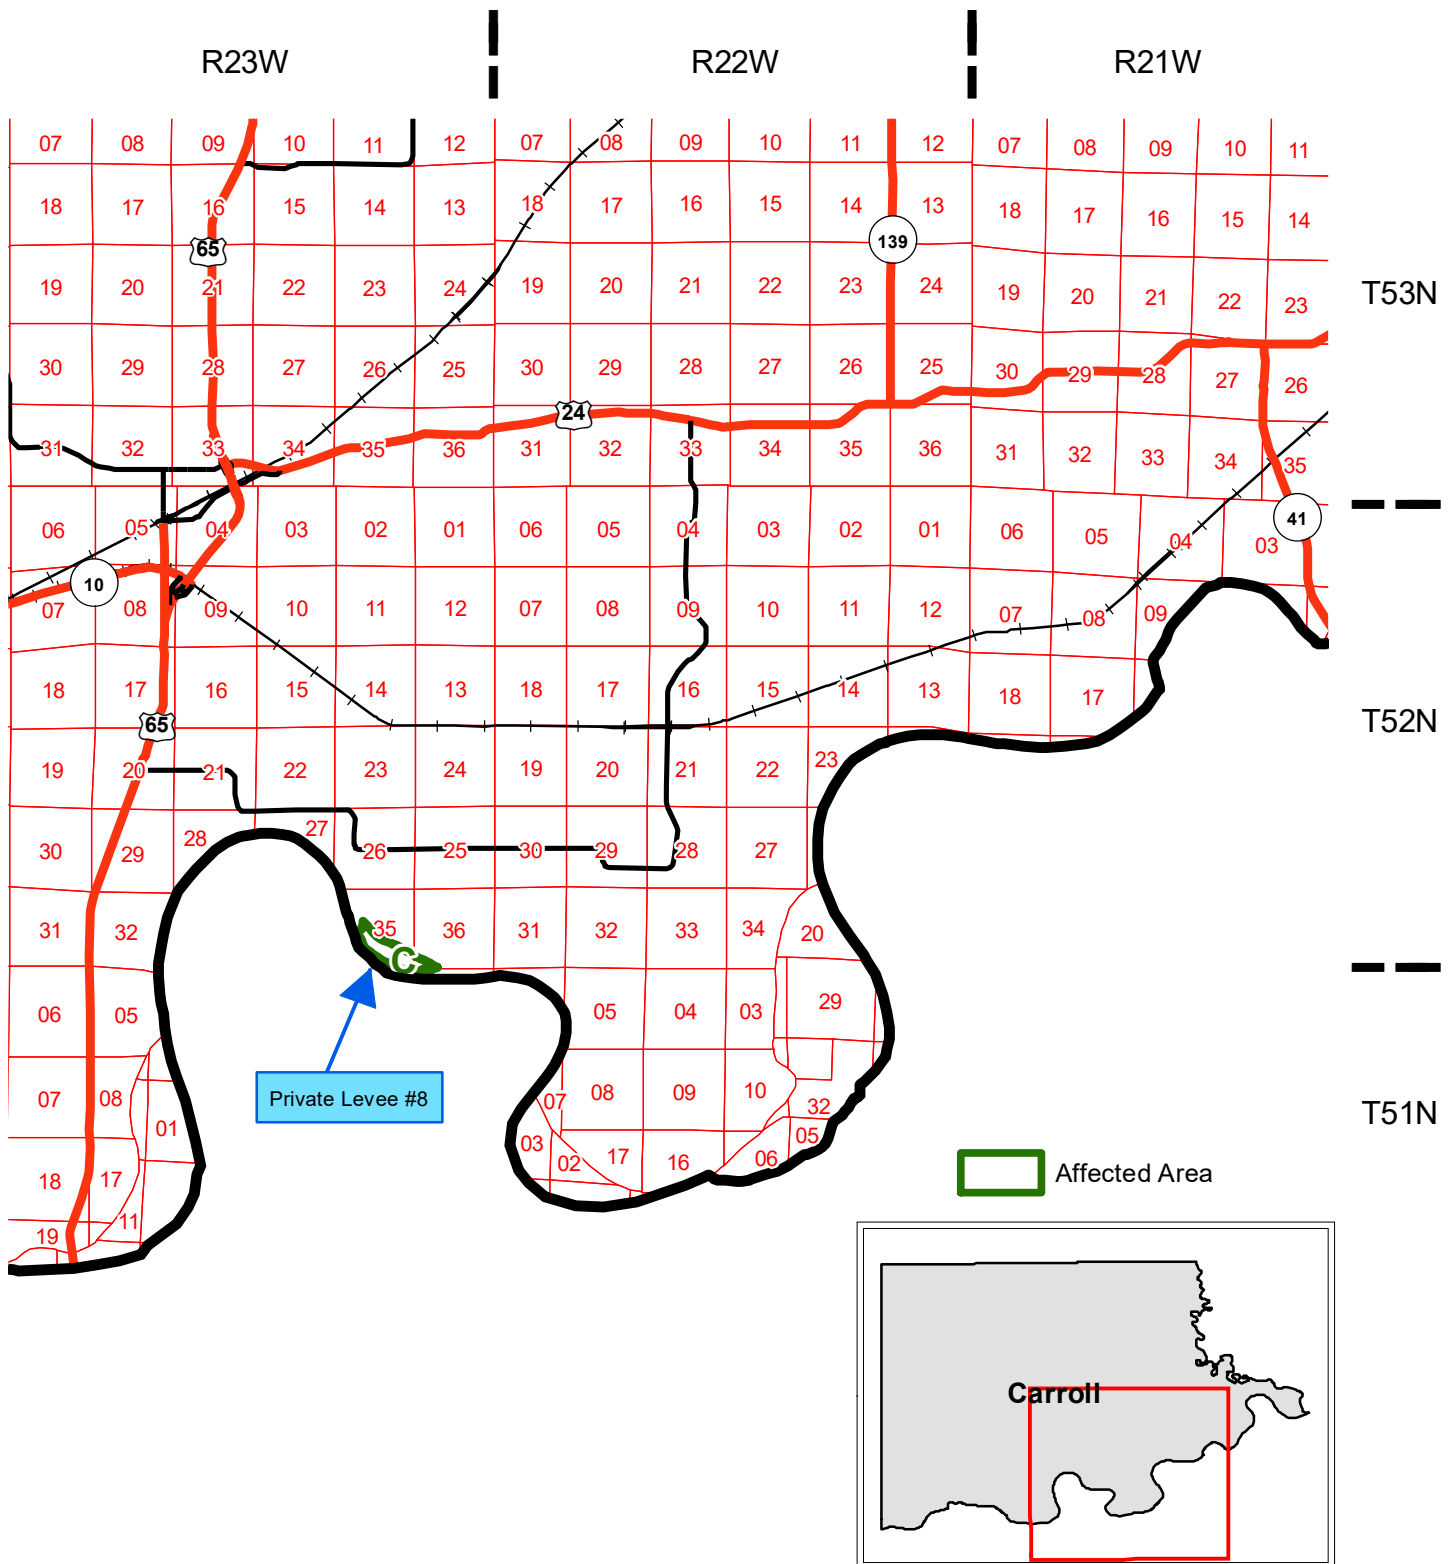 R23W R22W R21W
07 08 09 10 11 12 07 08 09 10 11 12 07 08 09 10 11
18 17 16 15 14 13 18 17 16 15 14 13 18 17 16 15 14
65 139
19 20 21 22 23 24 19 20 21 22 23 24 19 20 21 22 23
T53N
30 29 28 27 26 25 30 29 28 27 26 25 30 29 28 27 26
24
31 32 33 34 35 36 31 32 33 34 35 36 31 32 33 34 35
41
06 05 04 03 02 01 06 05 04 03 02 01 06 05 04 03
10
07 08 09 10 11 12 07 08 09 10 11 12 07 08 09
18 17 16 15 14 13 18 17 16 15 14 13 18 17
65
T52N
19 20 21 22 23 24 19 20 21 22 23
30 29 28 27 26 25 30 29 28 27
31 32 35 36 31 32 33 34 20
C
06 05 05 04 03 29
07 08 07 08 09 10 32
Private Levee #8
T51N
01 03 02 17 16 06 05
18 17
Affected Area
19 11
Carroll